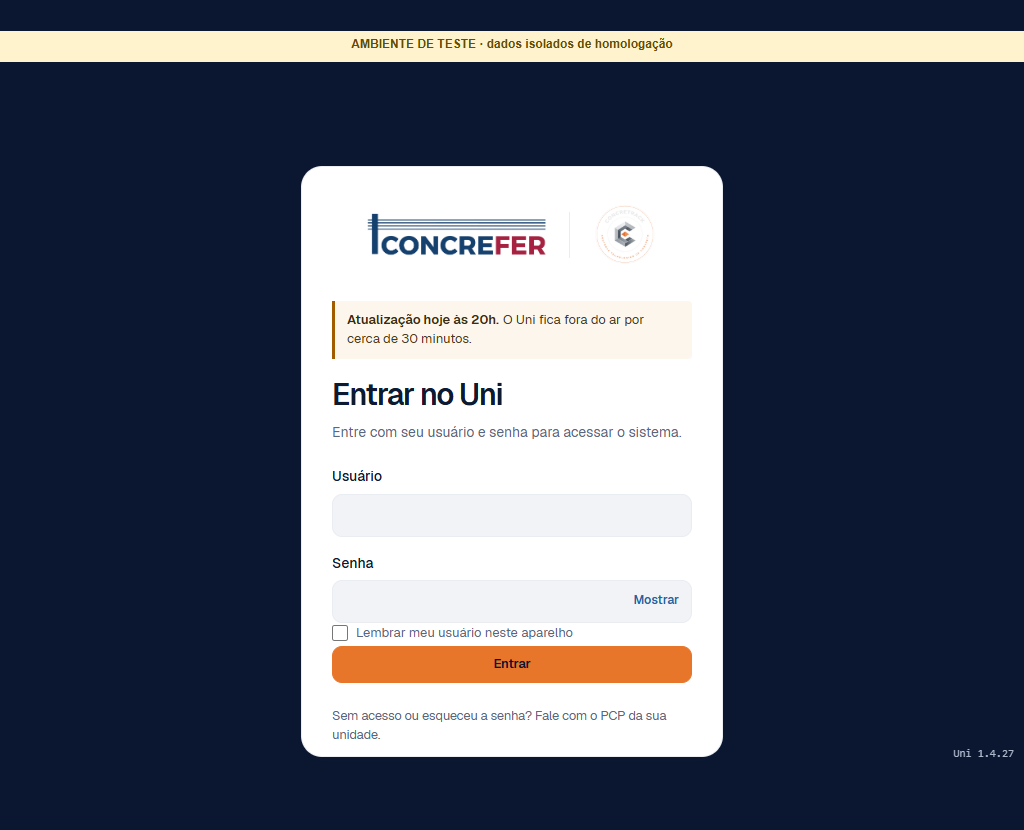 AMBIENTE DE TESTE · dados isolados de homologação
CONCREFER
Atualização hoje às 20h. O Uni fica fora do ar por
cerca de 30 minutos.
Entrar no Uni
Entre com seu usuário e senha para acessar o sistema.
Usuário
Senha
Mostrar
Lembrar meu usuário neste aparelho
Entrar
Sem acesso ou esqueceu a senha? Fale com o PCP da sua
unidade.
Uni 1.4.27